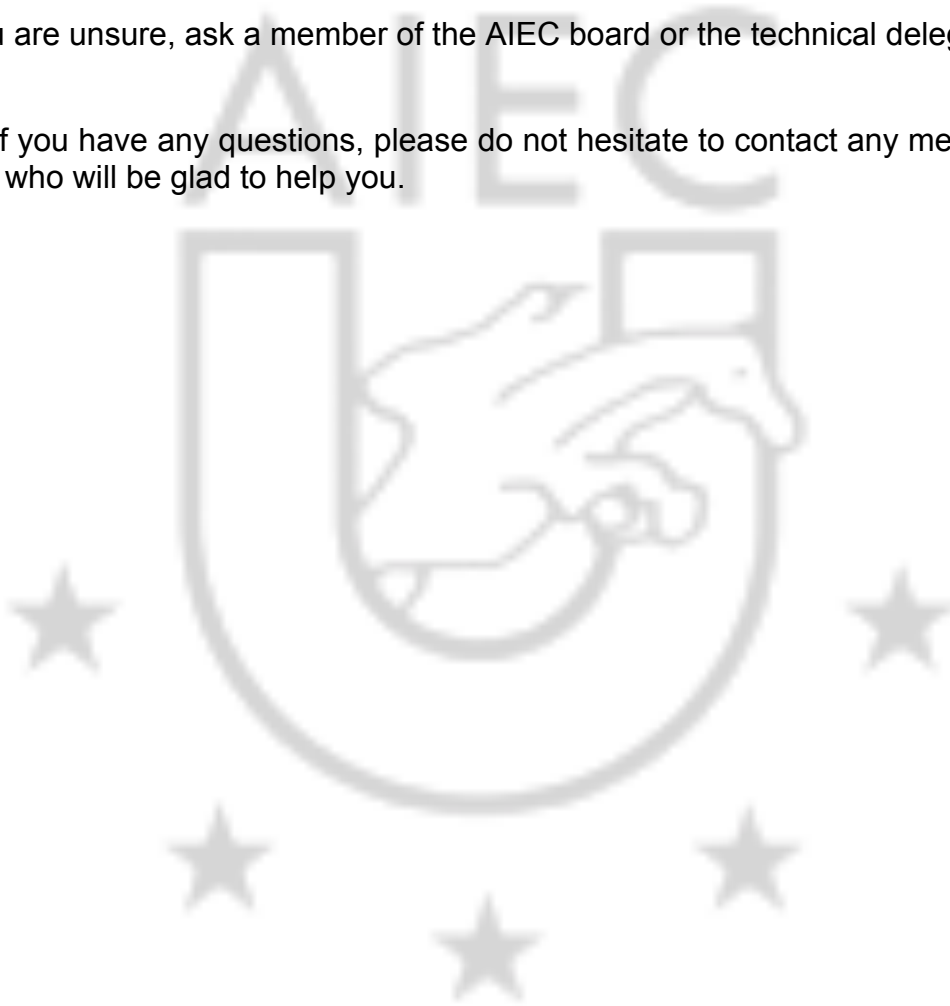 AIEC
are unsure, ask a member of the AIEC board or the technical
f you have any questions, please do not hesitate to contact any
who will be glad to help you.